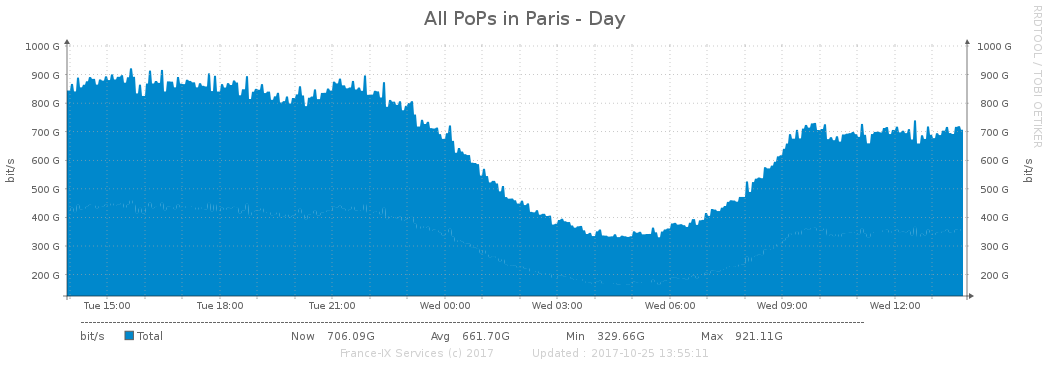 All PoPs in Paris - Day
RRDTOOL / TOBI OETIKER
1000 G 1000 G
900 G 900 G
800 G 800 G
700 G 700 G
600 G 600 G
500 G 500 G
400 G 400 G
300 G 300 G
200 G 200 G
bit/s bit/s
Tue 15:00 Tue 18:00 Tue 21:00 Wed 00:00 Wed 03:00 Wed 06:00 Wed 09:00 Wed 12:00
bit/s Total Now 706.09G Avg 661.70G Min 329.66G Max 921.11G
France-IX Services (c) 2017 Updated : 2017-10-25 13:55:11